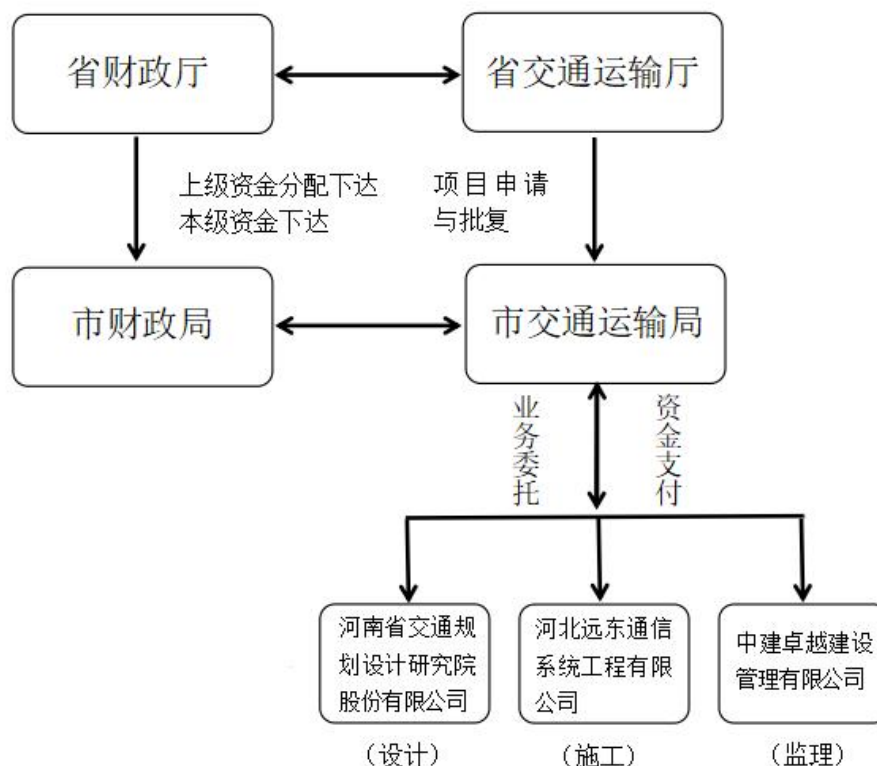 省财政厅
省交通运输厅
上级资金分配下达
本级资金下达
项目申请
与批复
市财政局
市交通运输局
业务委托
资金支付
河南省交通规
划设计研究院
股份有限公司
河北远东通信
系统工程有限
公司
中建卓越建设
管理有限公司
（设计）
（施工）
（监理）